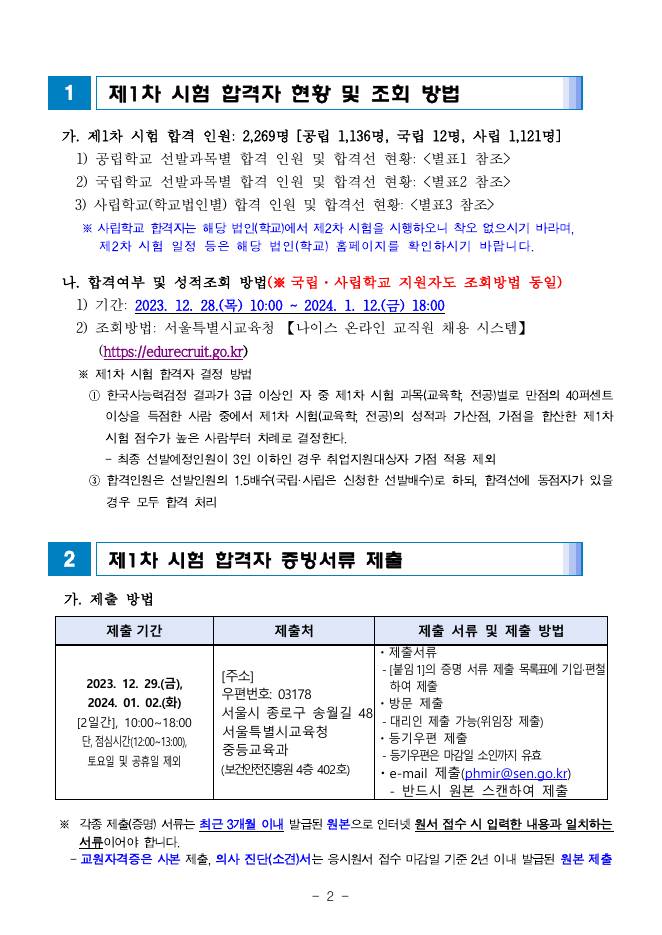 1 제1차 시험 합격자 현황 및 조회 방법
가. 제1차 시험 합격 인원: 2,269명 [공립 1,136명, 국립 12명, 사립 1,121명]
1) 공립학교 선발과목별 합격 인원 및 합격선 현황: <별표1 참조>
2) 국립학교 선발과목별 합격 인원 및 합격선 현황: <별표2 참조>
3) 사립학교(학교법인별) 합격 인원 및 합격선 현황: <별표3 참조>
※ 사립학교 합격자는 해당 법인(학교)에서 제2차 시험을 시행하오니 착오 없으시기 바라며,
제2차 시험 일정 등은 해당 법인(학교) 홈페이지를 확인하시기 바랍니다.
나. 합격여부 및 성적조회 방법(※ 국립·사립학교 지원자도 조회방법 동일)
1) 기간: 2023. 12. 28.(목) 10:00 ~ 2024. 1. 12.(금) 18:00
2) 조회방법: 서울특별시교육청 【나이스 온라인 교직원 채용 시스템】
(https://edurecruit.go.kr)
※ 제1차 시험 합격자 결정 방법
① 한국사능력검정 결과가 3급 이상인 자 중 제1차 시험 과목(교육학, 전공)별로 만점의 40퍼센트
이상을 득점한 사람 중에서 제1차 시험(교육학, 전공)의 성적과 가산점, 가점을 합산한 제1차
시험 점수가 높은 사람부터 차례로 결정한다.
- 최종 선발예정인원이 3인 이하인 경우 취업지원대상자 가점 적용 제외
③ 합격인원은 선발인원의 1.5배수(국립·사립은 신청한 선발배수)로 하되, 합격선에 동점자가 있을
경우 모두 합격 처리
2 제1차 시험 합격자 증빙서류 제출
가. 제출 방법
제출 기간 제출처 제출 서류 및 제출 방법
2023. 12. 29.(금),
2024. 01. 02.(화)
[2일간], 10:00~18:00
단, 점심시간(12:00~13:00),
토요일 및 공휴일 제외
[주소]
우편번호: 03178
서울시 종로구 송월길 48
서울특별시교육청
중등교육과
(보건안전진흥원 4층 402호)
· 제출서류
- [붙임 1]의 증명 서류 제출 목록표에 기입·편철
하여 제출
· 방문 제출
- 대리인 제출 가능(위임장 제출)
· 등기우편 제출
- 등기우편은 마감일 소인까지 유효
· e-mail 제출(phmir@sen.go.kr)
- 반드시 원본 스캔하여 제출
※ 각종 제출(증명) 서류는 최근 3개월 이내 발급된 원본으로 인터넷 원서 접수 시 입력한 내용과 일치하는
서류이어야 합니다.
- 교원자격증은 사본 제출, 의사 진단(소견)서는 응시원서 접수 마감일 기준 2년 이내 발급된 원본 제출
- 2 -